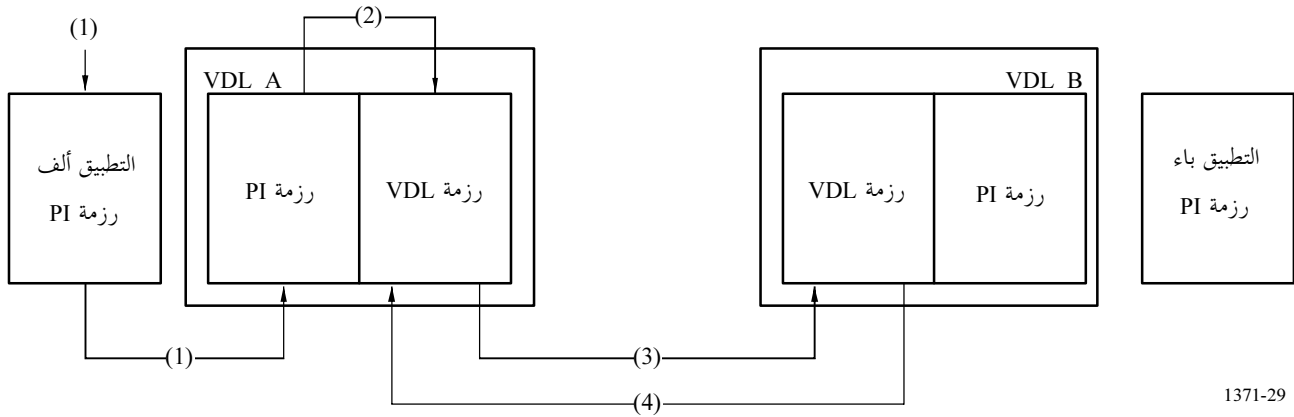 (2)
(1)
VDL A
VDL B
التطبيق ألف
رزمة PI
رزمة PI
رزمة VDL
رزمة VDL
رزمة PI
التطبيق باء
رزمة PI
(1)
(3)
(4)
1371-29